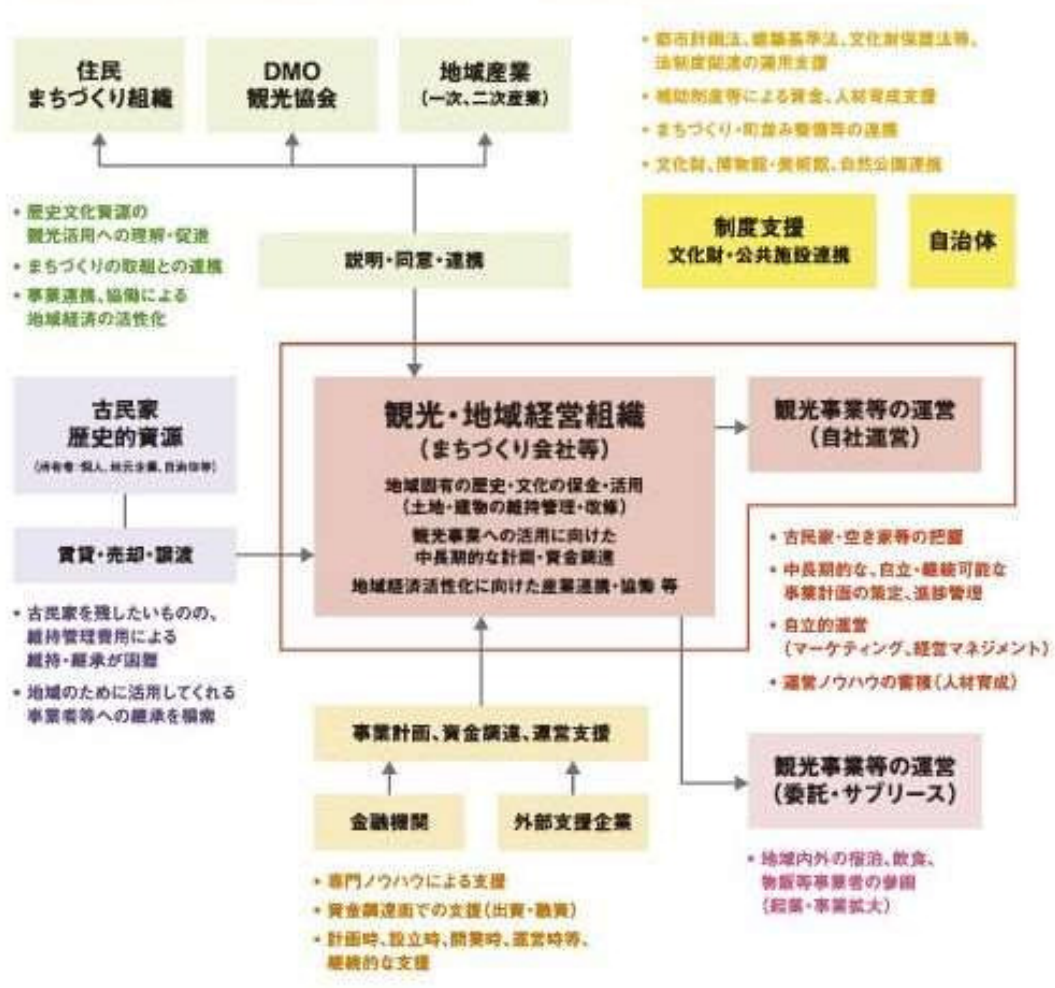 住民
まちづくり組織
DMO
観光協会
地域産業
(一次、二次産業)
• 都市計画法、建築基準法、文化財保護法等、
法制度関連の運用支援
• 補助制度等による資金、人材育成支援
• まちづくり・町並み整備等の連携
• 文化財、博物館・美術館、自然公園連携
• 歴史文化資源の
観光活用への理解・促進
• まちづくりの取組との連携
• 事業連携、協働による
地域経済の活性化
説明・同意・連携
制度支援
文化財・公共施設連携
自治体
古民家
歴史的資源
(所有者:個人、地元企業、自治体等)
賃貸・売却・譲渡
• 古民家を残したいものの、
維持管理費用による
維持・継承が困難
• 地域のために活用してくれる
事業者等への継承を模索
観光・地域経営組織
(まちづくり会社等)
地域固有の歴史・文化の保全・活用
(土地・建物の維持管理・改修)
観光事業への活用に向けた
中長期的な計画・資金調達
地域経済活性化に向けた産業連携・協働 等
観光事業等の運営
(自社運営)
• 古民家・空き家等の把握
• 中長期的な、自立・継続可能な
事業計画の策定、進捗管理
• 自立的運営
(マーケティング、経営マネジメント)
• 運営ノウハウの蓄積(人材育成)
事業計画、資金調達、運営支援
金融機関
外部支援企業
• 専門ノウハウによる支援
• 資金調達面での支援(出資・融資)
• 計画時、設立時、開業時、運営時等、
継続的な支援
観光事業等の運営
(委託・サブリース)
• 地域内外の宿泊、飲食、
物販等事業者の参画
(起業・事業拡大)